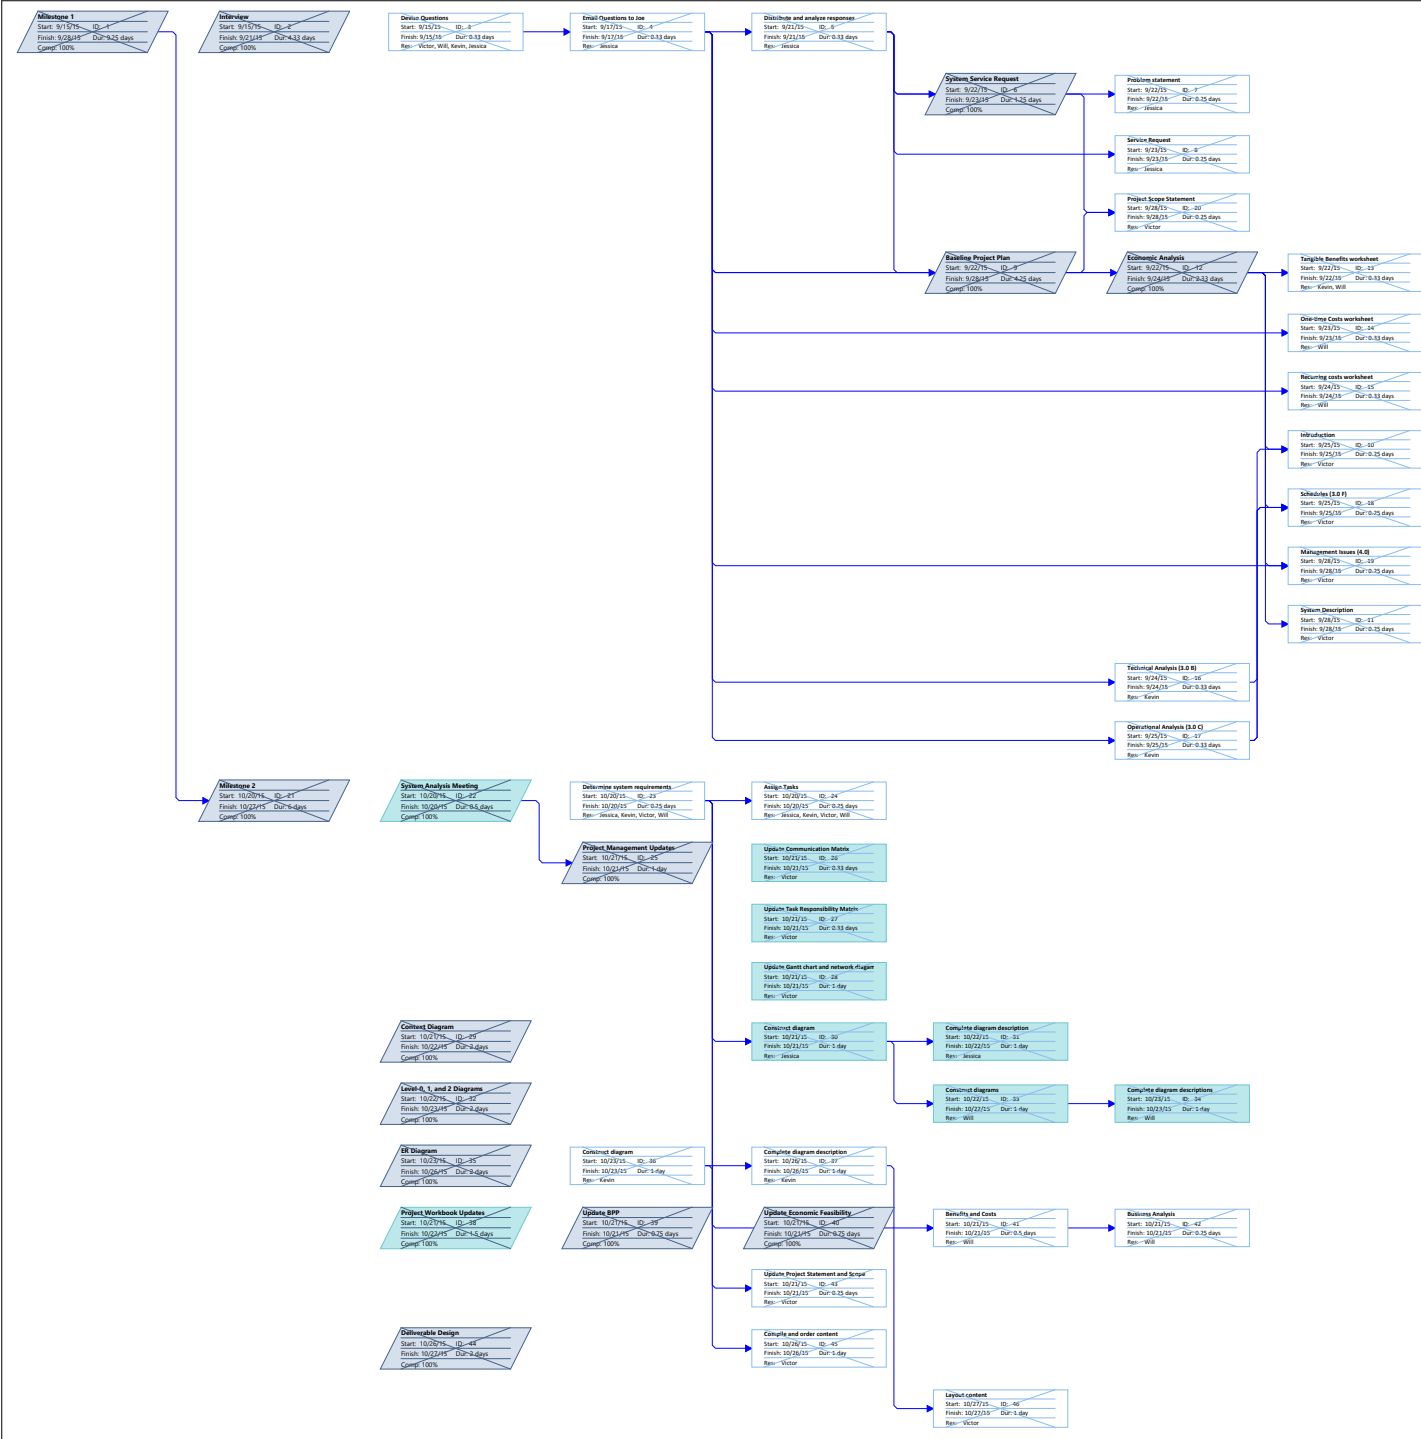 Milestone 1
Start: 9/15/15 ID: 1
Finish: 9/28/15 Dur: 9.25 days
Comp: 100%
Interview
Start: 9/15/15 ID: 2
Finish: 9/21/15 Dur: 4.33 days
Comp: 100%
Devise Questions
Start: 9/15/15 ID: 3
Finish: 9/15/15 Dur: 0.33 days
Res: Victor, Will, Kevin, Jessica
Email Questions to Joe
Start: 9/17/15 ID: 4
Finish: 9/17/15 Dur: 0.33 days
Res: Jessica
Distribute and analyze responses
Start: 9/21/15 ID: 5
Finish: 9/21/15 Dur: 0.33 days
Res: Jessica
System Service Request
Start: 9/22/15 ID: 6
Finish: 9/23/15 Dur: 1.25 days
Comp: 100%
Problem statement
Start: 9/22/15 ID: 7
Finish: 9/22/15 Dur: 0.75 days
Res: Jessica
Service Request
Start: 9/23/15 ID: 8
Finish: 9/23/15 Dur: 0.25 days
Res: Jessica
Project Scope Statement
Start: 9/28/15 ID: 20
Finish: 9/28/15 Dur: 0.25 days
Res: Victor
Baseline Project Plan
Start: 9/22/15 ID: 9
Finish: 9/28/15 Dur: 4.25 days
Comp: 100%
Economic Analysis
Start: 9/22/15 ID: 12
Finish: 9/24/15 Dur: 2.33 days
Comp: 100%
Tangible Benefits worksheet
Start: 9/22/15 ID: 13
Finish: 9/22/15 Dur: 0.33 days
Res: Kevin, Will
One-time Costs worksheet
Start: 9/23/15 ID: 14
Finish: 9/23/15 Dur: 0.33 days
Res: Will
Recurring costs worksheet
Start: 9/24/15 ID: 15
Finish: 9/24/15 Dur: 0.33 days
Res: Will
Introduction
Start: 9/25/15 ID: 10
Finish: 9/25/15 Dur: 0.25 days
Res: Victor
Schedules (3.0 F)
Start: 9/25/15 ID: 18
Finish: 9/25/15 Dur: 0.25 days
Res: Victor
Management Issues (4.0)
Start: 9/28/15 ID: 19
Finish: 9/28/15 Dur: 0.25 days
Res: Victor
System Description
Start: 9/28/15 ID: 11
Finish: 9/28/15 Dur: 0.25 days
Res: Victor
Technical Analysis (3.0 B)
Start: 9/24/15 ID: 16
Finish: 9/24/15 Dur: 0.33 days
Res: Kevin
Operational Analysis (3.0 C)
Start: 9/25/15 ID: 17
Finish: 9/25/15 Dur: 0.33 days
Res: Kevin
Milestone 2
Start: 10/20/15 ID: 21
Finish: 10/27/15 Dur: 6 days
Comp: 100%
System Analysis Meeting
Start: 10/20/15 ID: 22
Finish: 10/20/15 Dur: 0.5 days
Comp: 100%
Determine system requirements
Start: 10/20/15 ID: 23
Finish: 10/20/15 Dur: 0.25 days
Res: Jessica, Kevin, Victor, Will
Assign Tasks
Start: 10/20/15 ID: 24
Finish: 10/20/15 Dur: 0.25 days
Res: Jessica, Kevin, Victor, Will
Project Management Updates
Start: 10/21/15 ID: 25
Finish: 10/21/15 Dur: 1 day
Comp: 100%
Update Communication Matrix
Start: 10/21/15 ID: 26
Finish: 10/21/15 Dur: 0.33 days
Res: Victor
Update Task Responsibility Matrix
Start: 10/21/15 ID: 27
Finish: 10/21/15 Dur: 0.33 days
Res: Victor
Update Gantt chart and network diagam
Start: 10/21/15 ID: 28
Finish: 10/21/15 Dur: 1 day
Res: Victor
Context Diagram
Start: 10/21/15 ID: 29
Finish: 10/22/15 Dur: 2 days
Comp: 100%
Construct diagram
Start: 10/21/15 ID: 30
Finish: 10/21/15 Dur: 1 day
Res: Jessica
Complete diagram description
Start: 10/22/15 ID: 31
Finish: 10/22/15 Dur: 1 day
Res: Jessica
Level-0, 1, and 2 Diagrams
Start: 10/22/15 ID: 32
Finish: 10/23/15 Dur: 2 days
Comp: 100%
Construct diagrams
Start: 10/22/15 ID: 33
Finish: 10/22/15 Dur: 1 day
Res: Will
Complete diagram descriptions
Start: 10/23/15 ID: 34
Finish: 10/23/15 Dur: 1 day
Res: Will
ER Diagram
Start: 10/23/15 ID: 35
Finish: 10/26/15 Dur: 2 days
Comp: 100%
Construct diagram
Start: 10/23/15 ID: 36
Finish: 10/23/15 Dur: 1 day
Res: Kevin
Complete diagram description
Start: 10/26/15 ID: 37
Finish: 10/26/15 Dur: 1 day
Res: Kevin
Project Workbook Updates
Start: 10/21/15 ID: 38
Finish: 10/22/15 Dur: 1.5 days
Comp: 100%
Update BPP
Start: 10/21/15 ID: 39
Finish: 10/21/15 Dur: 0.75 days
Comp: 100%
Update Economic Feasibility
Start: 10/21/15 ID: 40
Finish: 10/21/15 Dur: 0.75 days
Comp: 100%
Benefits and Costs
Start: 10/21/15 ID: 41
Finish: 10/21/15 Dur: 0.5 days
Res: Will
Business Analysis
Start: 10/21/15 ID: 42
Finish: 10/21/15 Dur: 0.25 days
Res: Will
Update Project Statement and Scope
Start: 10/21/15 ID: 43
Finish: 10/21/15 Dur: 0.25 days
Res: Victor
Deliverable Design
Start: 10/26/15 ID: 44
Finish: 10/27/15 Dur: 2 days
Comp: 100%
Compile and order content
Start: 10/26/15 ID: 45
Finish: 10/26/15 Dur: 1 day
Res: Victor
Layout content
Start: 10/27/15 ID: 46
Finish: 10/27/15 Dur: 1 day
Res: Victor